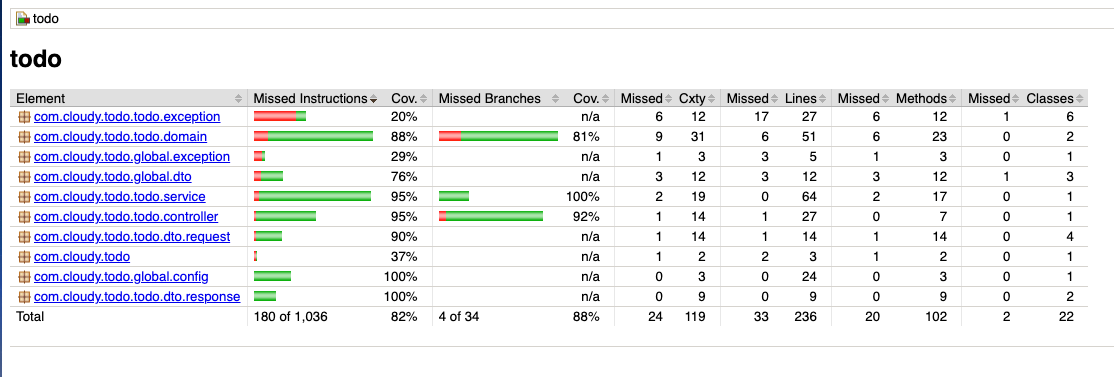 todo
todo
Element Missed Instructions Cov. Missed Branches Cov. Missed Cxty Missed Lines Missed Methods Missed Classes
com.cloudy.todo.todo.exception 20% n/a 6 12 17 27 6 12 1 6
com.cloudy.todo.todo.domain 88% 81% 9 31 6 51 6 23 0 2
com.cloudy.todo.global.exception 29% n/a 1 3 3 5 1 3 0 1
com.cloudy.todo.global.dto 76% n/a 3 12 3 12 3 12 1 3
com.cloudy.todo.todo.service 95% 100% 2 19 0 64 2 17 0 1
com.cloudy.todo.todo.controller 95% 92% 1 14 1 27 0 7 0 1
com.cloudy.todo.todo.dto.request 90% n/a 1 14 1 14 1 14 0 4
com.cloudy.todo 37% n/a 1 2 2 3 1 2 0 1
com.cloudy.todo.global.config 100% n/a 0 3 0 24 0 3 0 1
com.cloudy.todo.todo.dto.response 100% n/a 0 9 0 9 0 9 0 2
Total 180 of 1,036 82% 4 of 34 88% 24 119 33 236 20 102 2 22